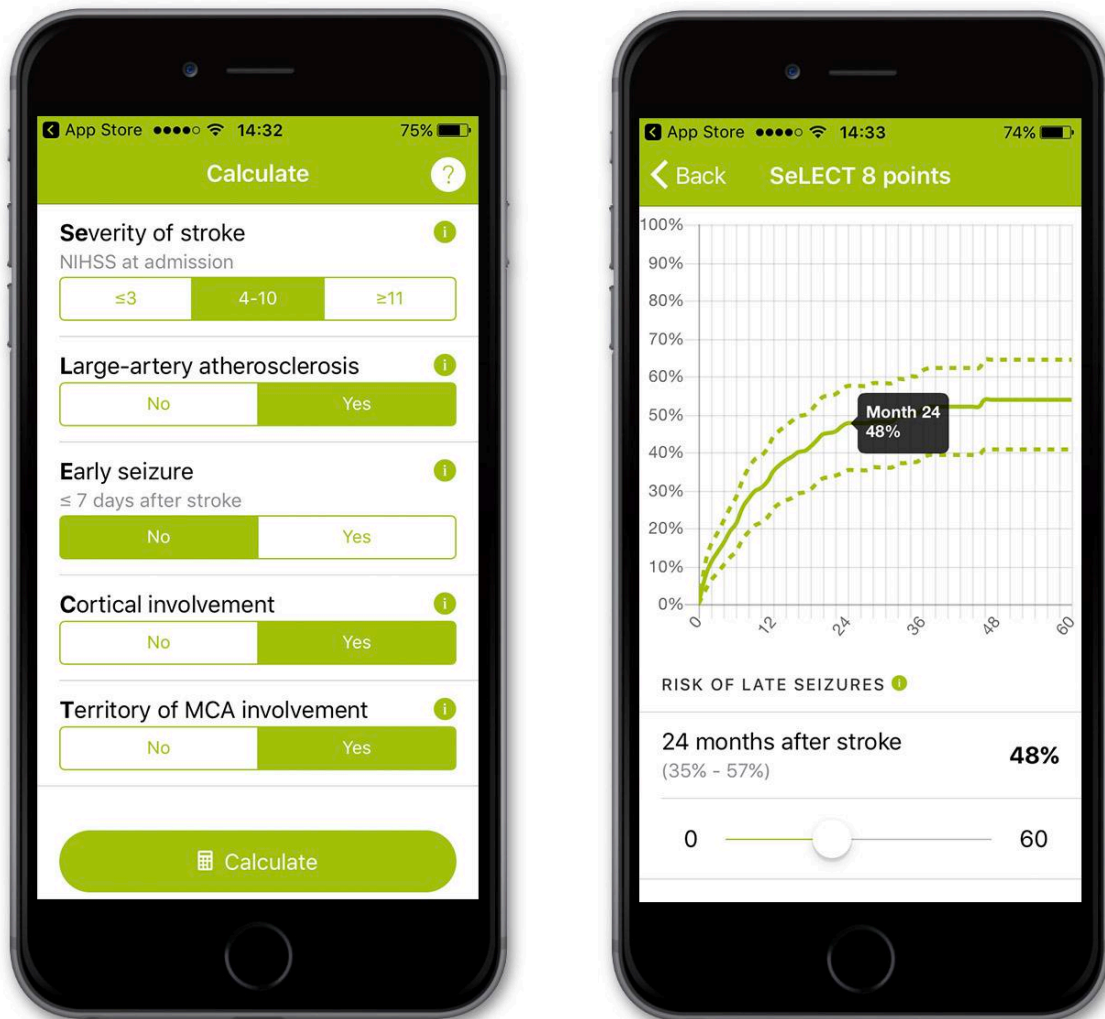 App Store 14:32 75%
Calculate ?
Severity of stroke i
NIHSS at admission
≤3 4-10 ≥11
Large-artery atherosclerosis i
No Yes
Early seizure i
≤ 7 days after stroke
No Yes
Cortical involvement i
No Yes
Territory of MCA involvement i
No Yes
Calculate
App Store 14:33 74%
Back SeLECT 8 points
100%
90%
80%
70%
60%
50%
40%
30%
20%
10%
0%
Month 24
48%
0 12 24 36 48 60
RISK OF LATE SEIZURES i
24 months after stroke 48%
(35% - 57%)
0 60